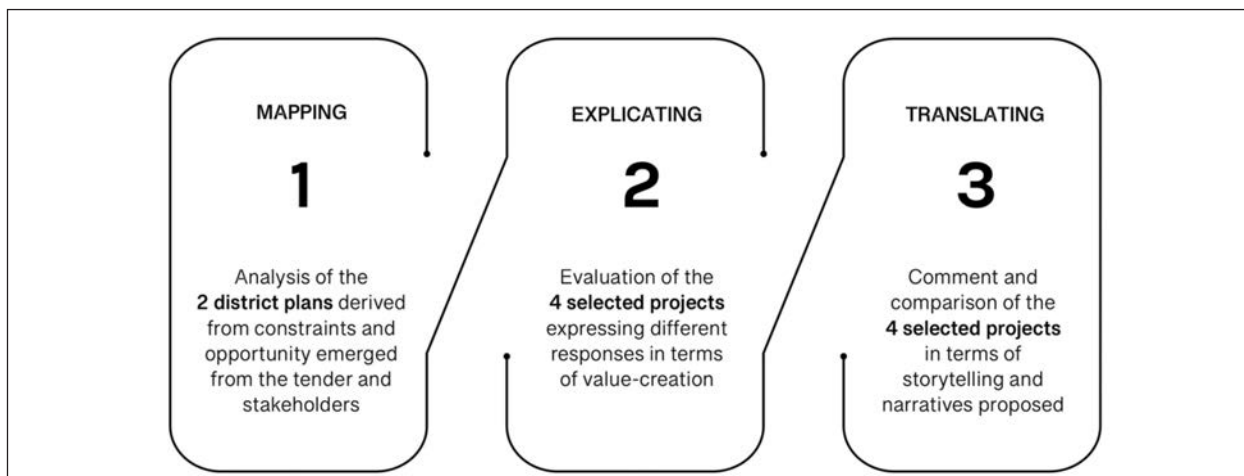 MAPPING
1
Analysis of the
2 district plans derived
from constraints and
opportunity emerged
from the tender and
stakeholders
EXPLICATING
2
Evaluation of the
4 selected projects
expressing different
responses in terms
of value-creation
TRANSLATING
3
Comment and
comparison of the
4 selected projects
in terms of
storytelling and
narratives proposed